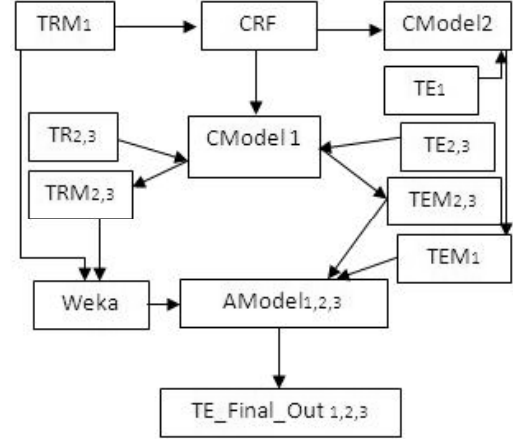 TRM1
CRF
CModel2
TE1
TR2,3
CModel 1
TE2,3
TRM2,3
TEM2,3
TEM1
Weka
AModel1,2,3
TE_Final_Out 1,2,3